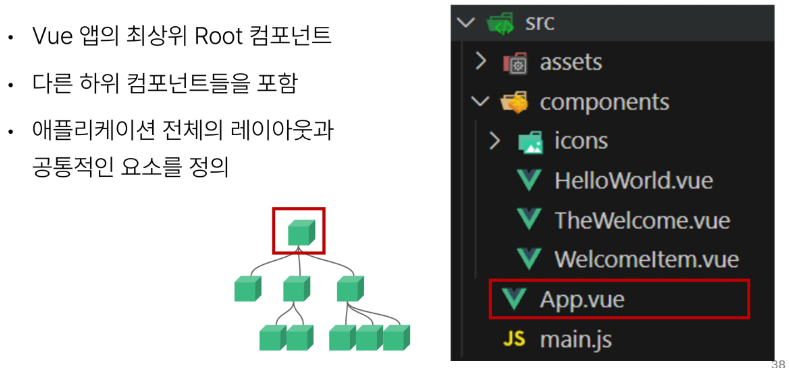 • Vue 앱의 최상위 Root 컴포넌트
• 다른 하위 컴포넌트들을 포함
• 애플리케이션 전체의 레이아웃과
공통적인 요소를 정의
src
assets
components
icons
HelloWorld.vue
TheWelcome.vue
WelcomeItem.vue
App.vue
JS main.js
38